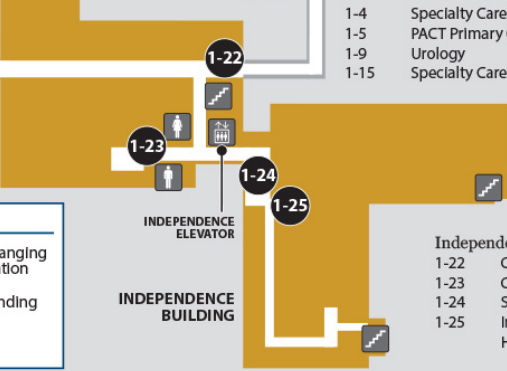 1-4 Specialty Care
1-5 PACT Primary
1-9 Urology
1-15 Specialty Care
1-22
1-23
1-24
1-25
INDEPENDENCE
ELEVATOR
anging
nding
INDEPENDENCE
BUILDING
1-22
1-23
1-24
1-25